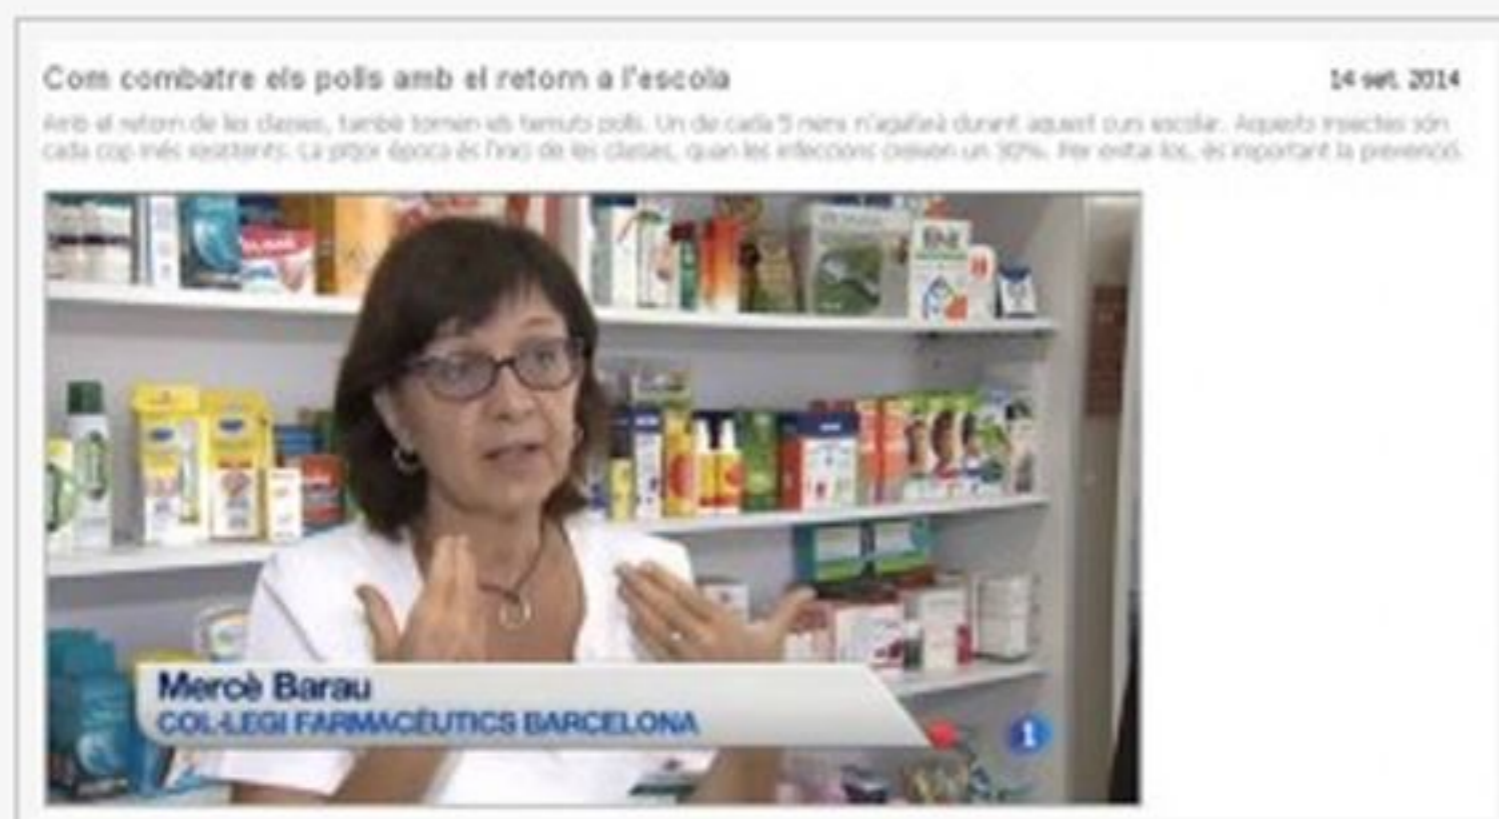 Com combatre els polls amb el retorn a l'escola
14 set. 2014
Amb el retorn de les classes, també tornen els temuts polls. Un de cada 5 nens n'agafarà durant aquest curs escolar. Aquests insectes són
cada cop més resistents. La pitjor època és l'inici de les classes, quan les infeccions creixen un 30%. Per evitar-los, és important la prevenció.
Mercè Barau
COL·LEGI FARMACÈUTICS BARCELONA
1